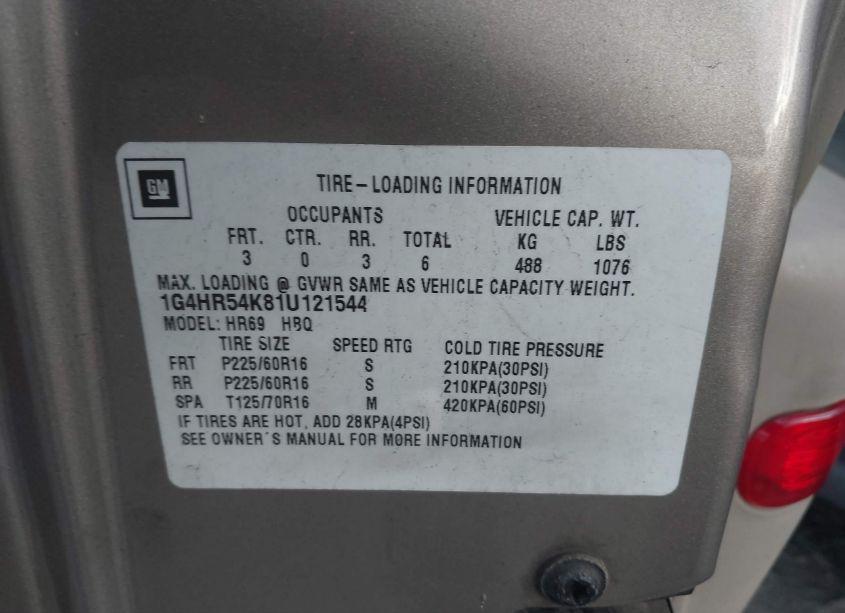 GM
TIRE-LOADING INFORMATION
OCCUPANTS VEHICLE CAP. WT.
FRT. CTR. RR. TOTAL KG LBS
3 0 3 6 488 1076
MAX. LOADING @ GVWR SAME AS VEHICLE CAPACITY WEIGHT.
1G4HR54K81U121544
MODEL: HR69 HBQ
TIRE SIZE SPEED RTG COLD TIRE PRESSURE
FRT P225/60R16 S 210KPA(30PSI)
RR P225/60R16 S 210KPA(30PSI)
SPA T125/70R16 M 420KPA(60PSI)
IF TIRES ARE HOT, ADD 28KPA(4PSI)
SEE OWNER'S MANUAL FOR MORE INFORMATION